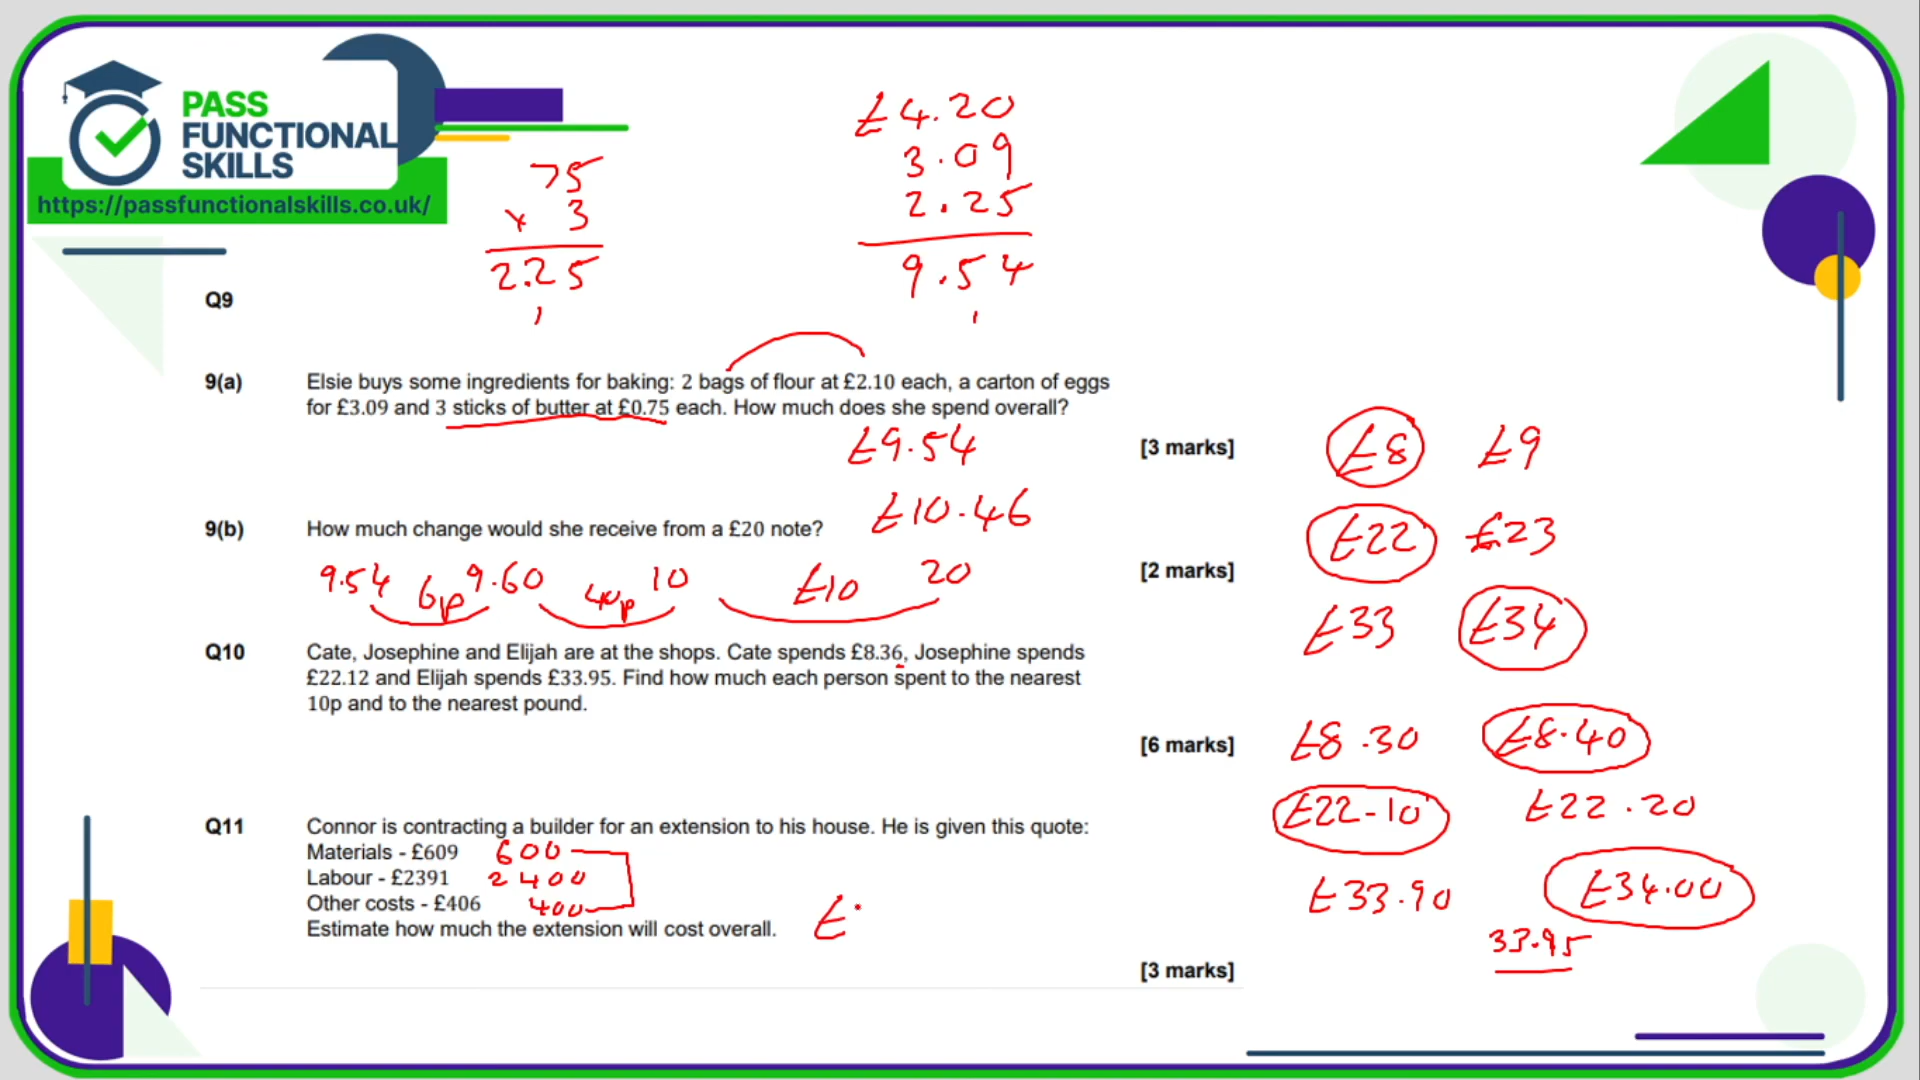 PASS
FUNCTIONAL
SKILLS
https://passfunctionalskills.co.uk/
75
x 3
2.25
1
£4.20
3.09
2.25
9.54
1
Q9
9(a) Elsie buys some ingredients for baking: 2 bags of flour at £2.10 each, a carton of eggs
for £3.09 and 3 sticks of butter at £0.75 each. How much does she spend overall?
£9.54
[3 marks]
£10.46
9(b) How much change would she receive from a £20 note?
9.54 6p 9.60 40p 10 £10 20
[2 marks]
Q10 Cate, Josephine and Elijah are at the shops. Cate spends £8.36, Josephine spends
£22.12 and Elijah spends £33.95. Find how much each person spent to the nearest
10p and to the nearest pound.
[6 marks]
Q11 Connor is contracting a builder for an extension to his house. He is given this quote:
Materials - £609 600
Labour - £2391 2400
Other costs - £406 400
Estimate how much the extension will cost overall. £
[3 marks]
£8 £9
£22 £23
£33 £34
£8.30 £8.40
£22-10 £22.20
£33.90 £34.00
33.95